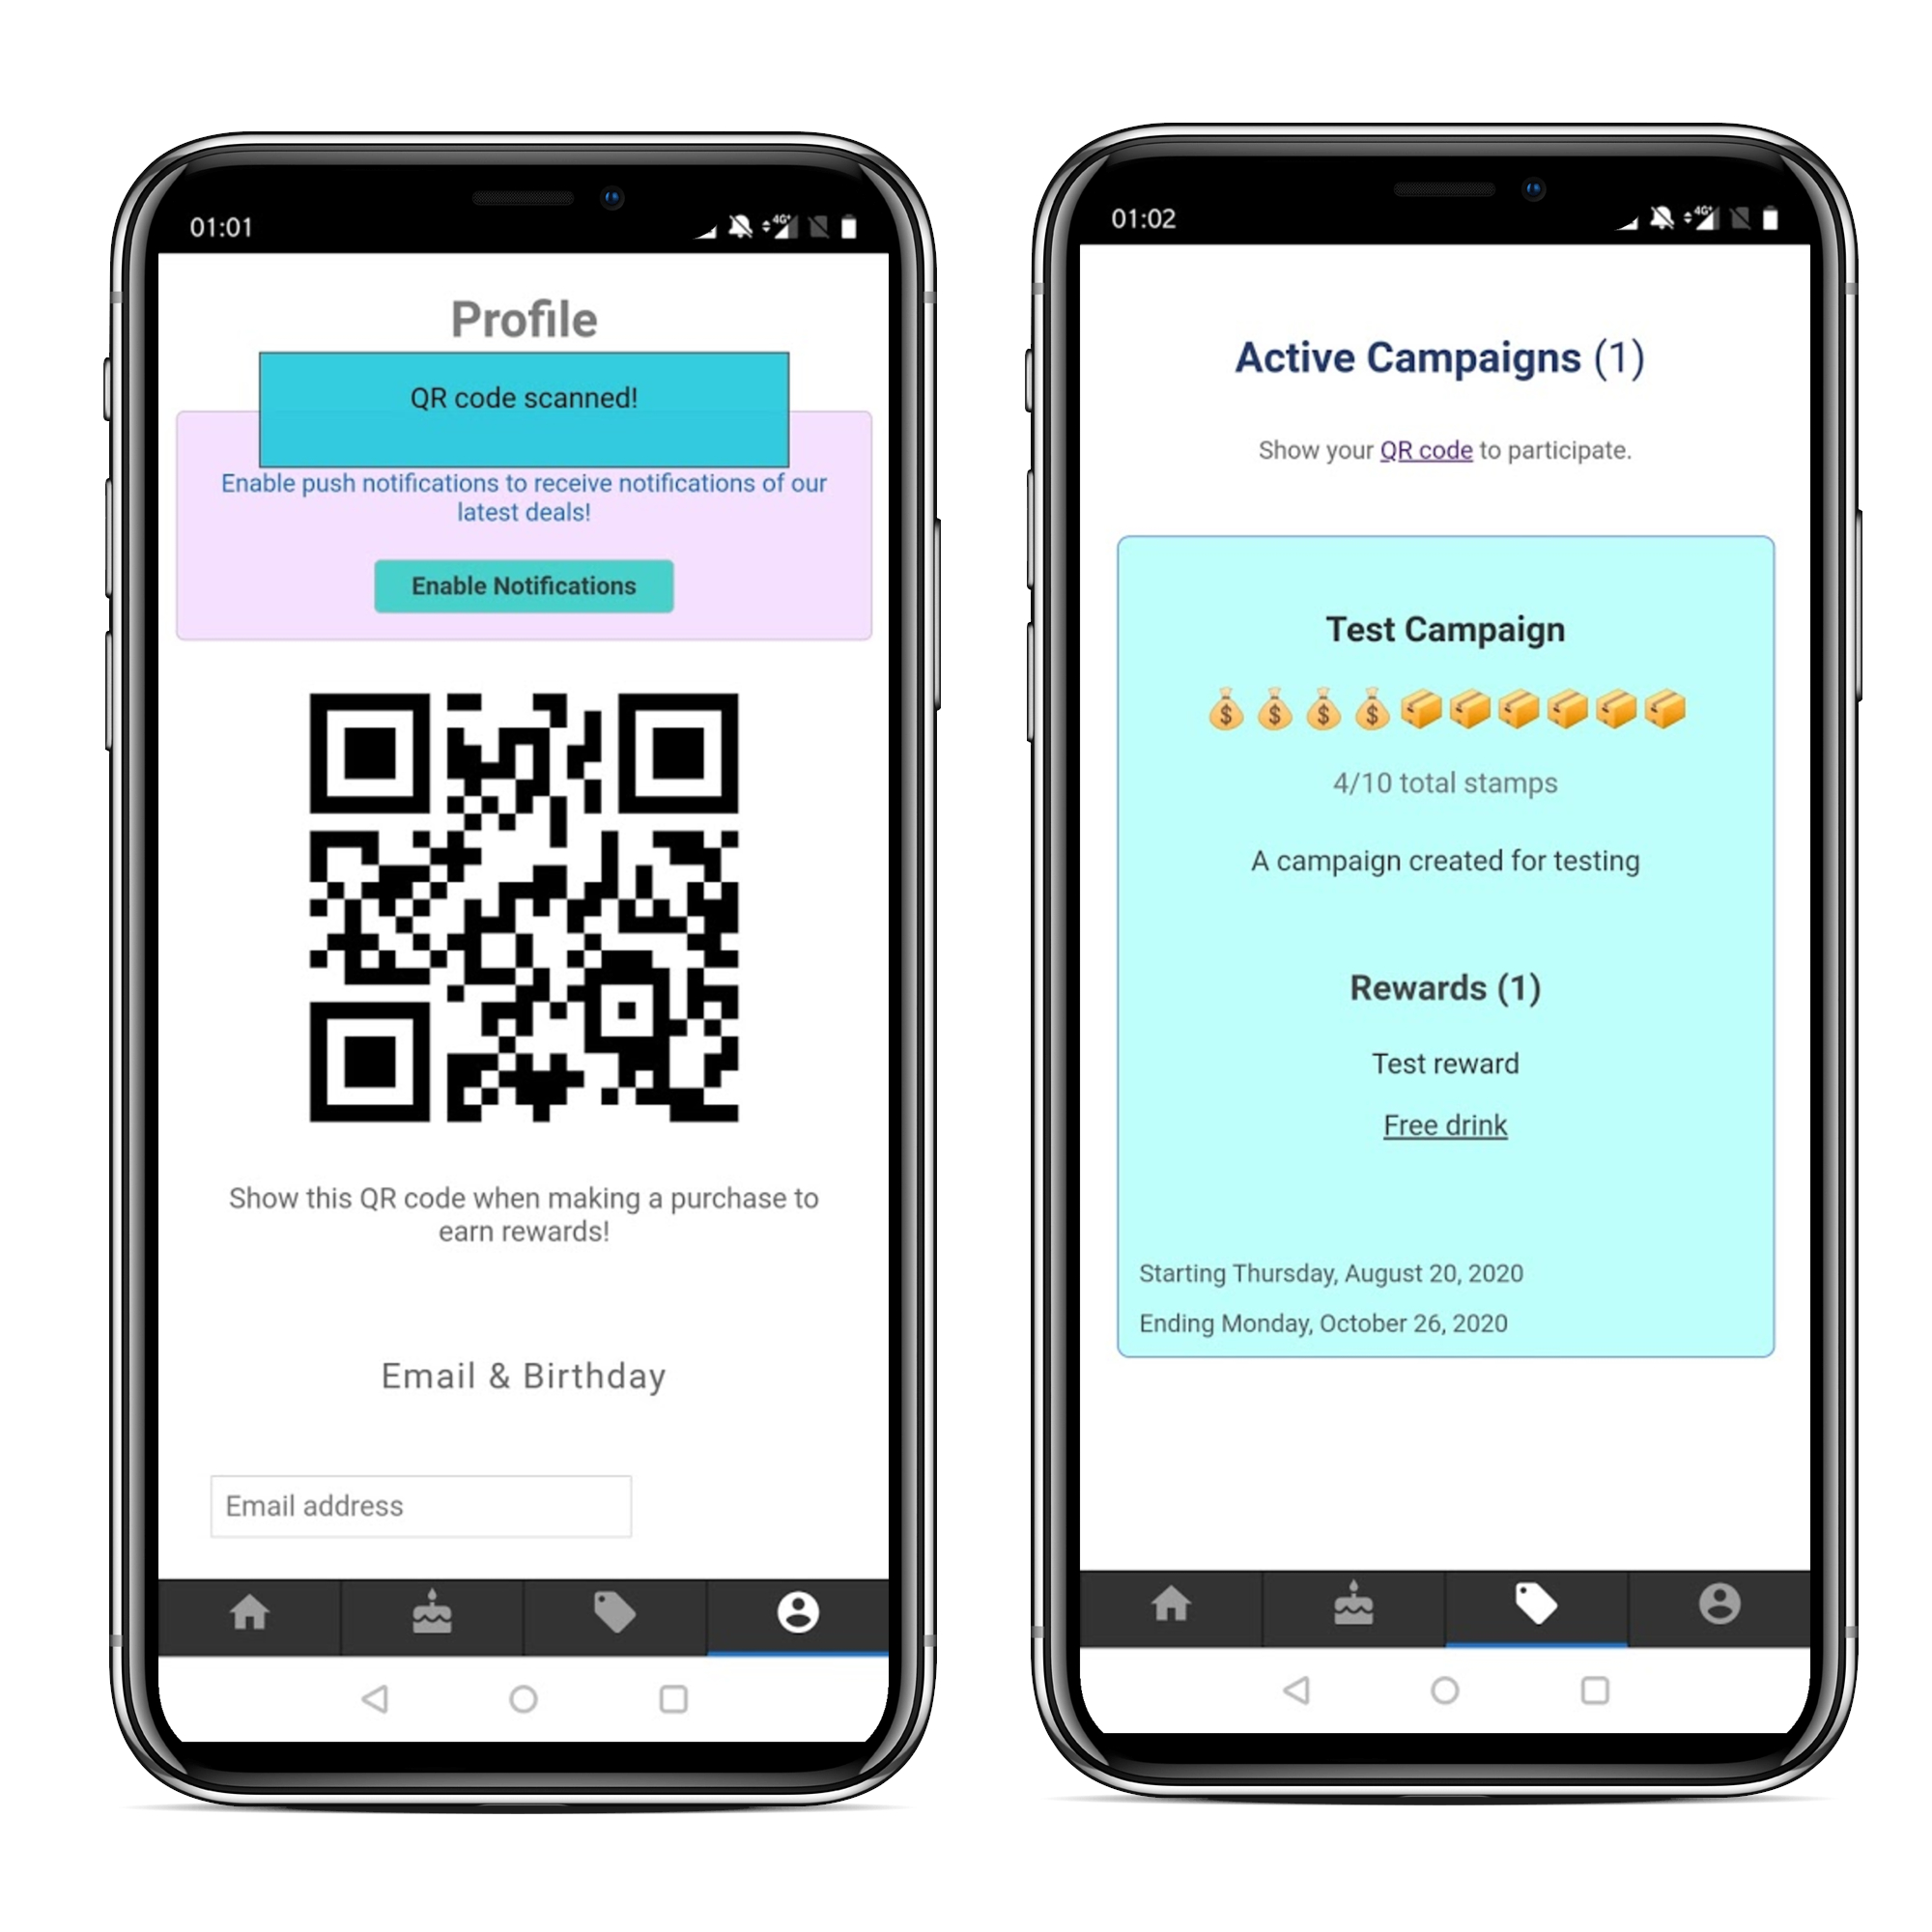 01:01
4G+
Profile
QR code scanned!
Enable push notifications to receive notifications of our
latest deals!
Enable Notifications
Show this QR code when making a purchase to
earn rewards!
Email & Birthday
Email address
01:02
4G+
Active Campaigns (1)
Show your QR code to participate.
Test Campaign
4/10 total stamps
A campaign created for testing
Rewards (1)
Test reward
Free drink
Starting Thursday, August 20, 2020
Ending Monday, October 26, 2020